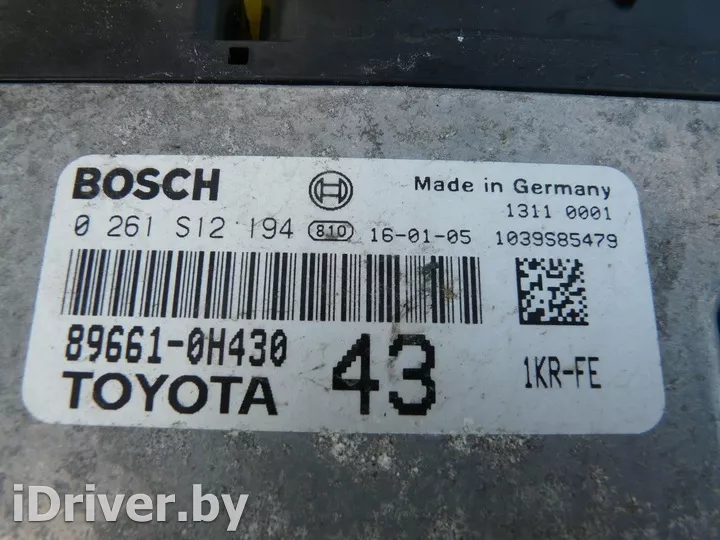 BOSCH
Made in Germany
1311 0001
0 261 S12 194 810 16-01-05 1039S85479
89661-0H430
43
1KR-FE
TOYOTA
iDriver.by